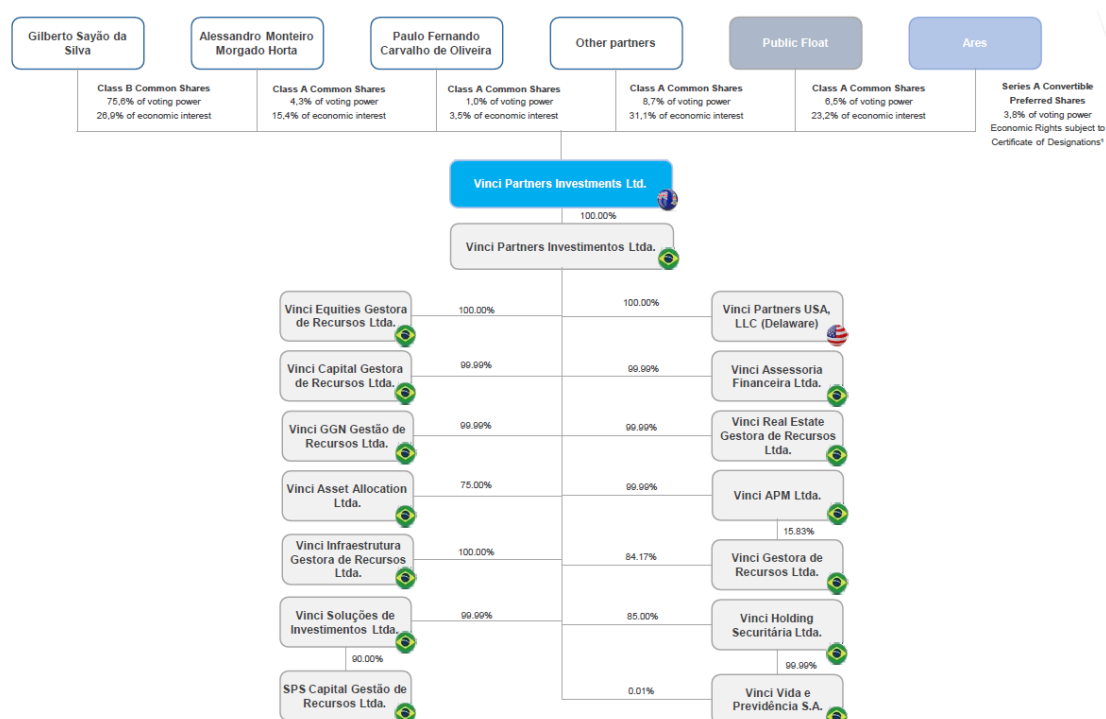 Gilberto Sayão da
Silva
Alessandro Monteiro
Morgado Horta
Paulo Fernando
Carvalho de Oliveira
Other partners
Public Float
Ares
Class B Common Shares
75,6% of voting power
26,9% of economic interest
Class A Common Shares
4,3% of voting power
15,4% of economic interest
Class A Common Shares
1,0% of voting power
3,5% of economic interest
Class A Common Shares
8,7% of voting power
31,1% of economic interest
Class A Common Shares
6,5% of voting power
23,2% of economic interest
Series A Convertible
Preferred Shares
3,8% of voting power
Economic Rights subject to
Certificate of Designations¹
Vinci Partners Investments Ltd.
100.00%
Vinci Partners Investimentos Ltda.
Vinci Equities Gestora
de Recursos Ltda.
100.00%
100.00%
Vinci Partners USA,
LLC (Delaware)
Vinci Capital Gestora
de Recursos Ltda.
99.99%
99.99%
Vinci Assessoria
Financeira Ltda.
Vinci GGN Gestão de
Recursos Ltda.
99.99%
99.99%
Vinci Real Estate
Gestora de Recursos
Ltda.
Vinci Asset Allocation
Ltda.
75.00%
99.99%
Vinci APM Ltda.
15.83%
Vinci Infraestrutura
Gestora de Recursos
Ltda.
100.00%
84.17%
Vinci Gestora de
Recursos Ltda.
Vinci Soluções de
Investimentos Ltda.
99.99%
85.00%
Vinci Holding
Securitária Ltda.
90.00%
99.99%
SPS Capital Gestão de
Recursos Ltda.
0.01%
Vinci Vida e
Previdência S.A.